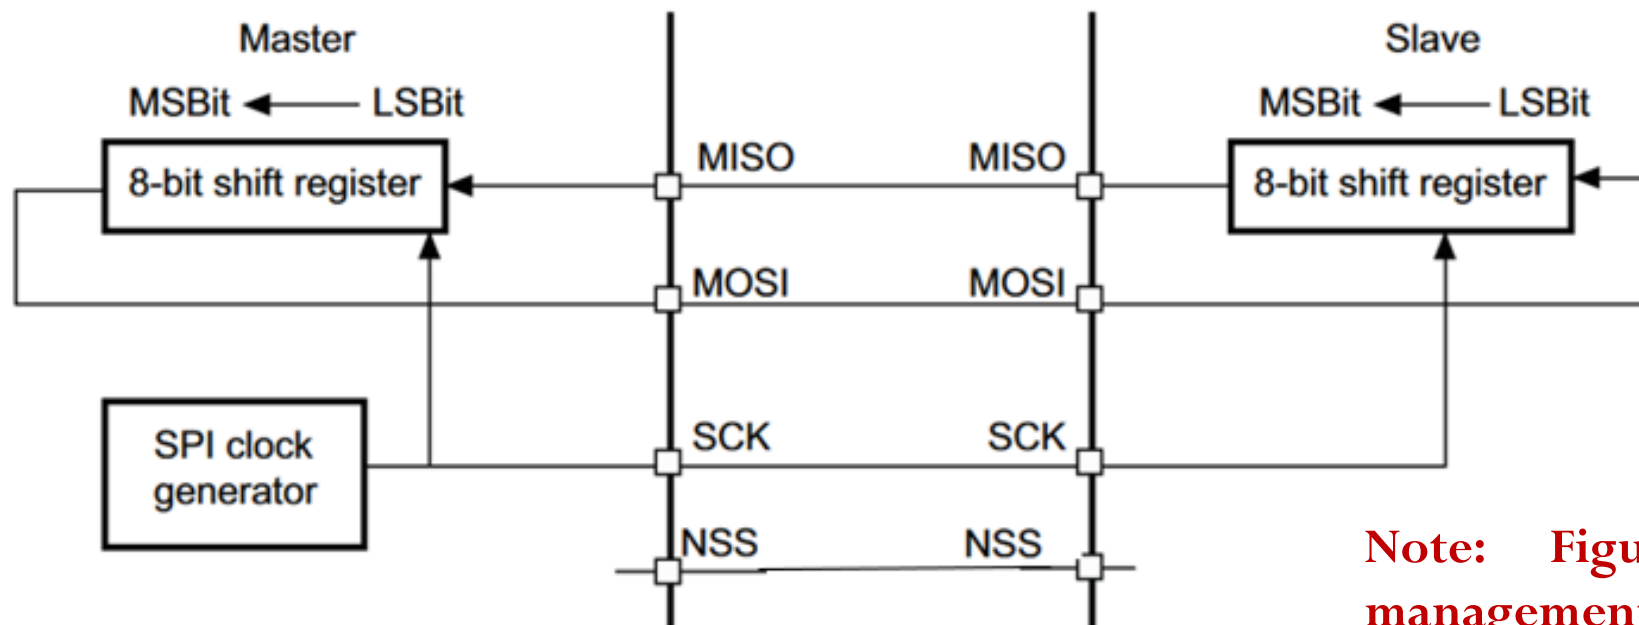 Master
Slave
MSBit LSBit
MSBit LSBit
8-bit shift register
8-bit shift register
MISO
MISO
MOSI
MOSI
SPI clock
generator
SCK
SCK
NSS
NSS
Note: